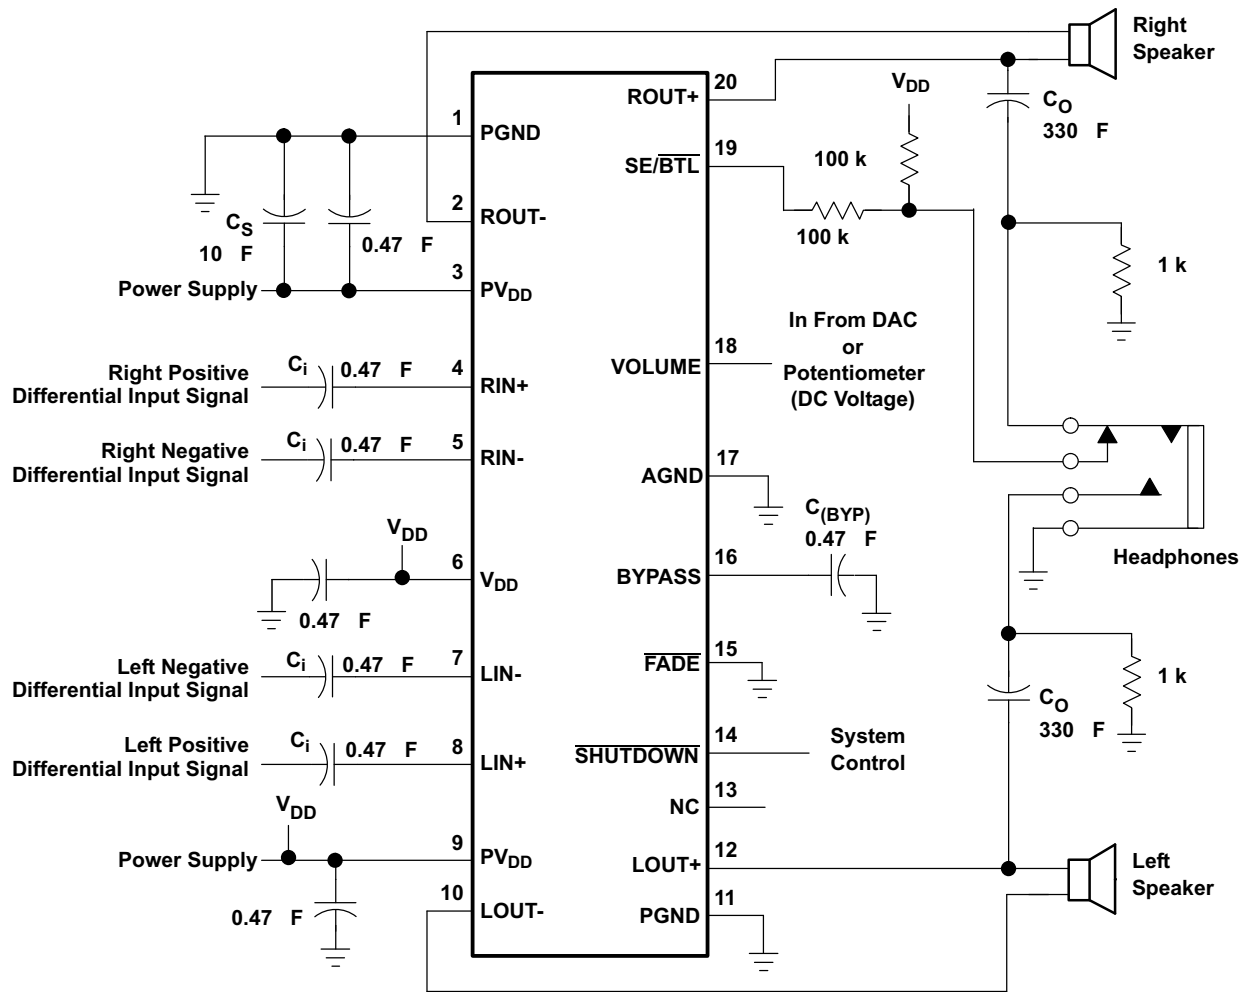 Right
Speaker
20
ROUT+
VDD
CO
330 F
1
PGND
19
SE/BTL
100 k
100 k
2
ROUT-
CS
10 F
0.47 F
3
Power Supply
PVDD
1 k
In From DAC
or
Potentiometer
(DC Voltage)
18
VOLUME
Right Positive
Differential Input Signal
Ci
0.47 F
4
RIN+
Right Negative
Differential Input Signal
Ci
0.47 F
5
RIN-
17
AGND
C(BYP)
0.47 F
16
BYPASS
Headphones
VDD
6
VDD
0.47 F
15
FADE
Left Negative
Differential Input Signal
Ci
0.47 F
7
LIN-
1 k
CO
330 F
Left Positive
Differential Input Signal
Ci
0.47 F
8
LIN+
14
SHUTDOWN
System
Control
13
NC
VDD
Power Supply
9
PVDD
12
LOUT+
Left
Speaker
10
LOUT-
0.47 F
11
PGND